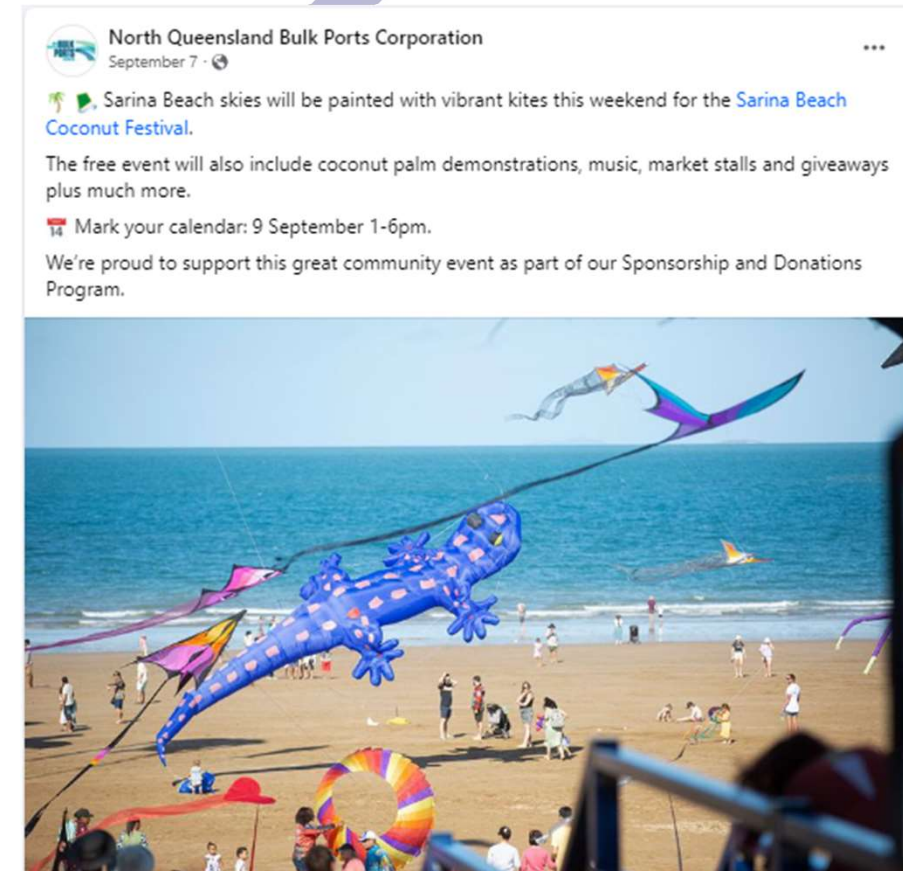 BULK
PORTS
North Queensland Bulk Ports Corporation
September 7 ·
Sarina Beach skies will be painted with vibrant kites this weekend for the Sarina Beach
Coconut Festival.
The free event will also include coconut palm demonstrations, music, market stalls and giveaways
plus much more.
14 Mark your calendar: 9 September 1-6pm.
We're proud to support this great community event as part of our Sponsorship and Donations
Program.